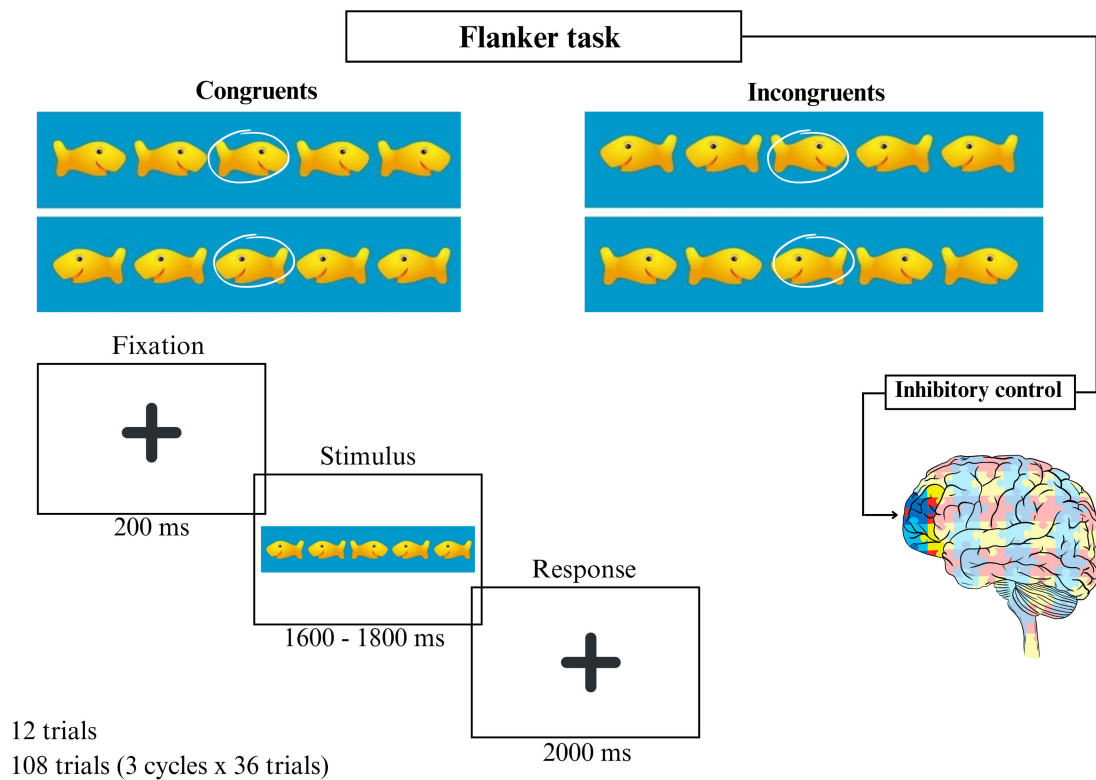 Flanker task
Congruents
Incongruents
Fixation
200 ms
Stimulus
1600 - 1800 ms
Response
2000 ms
Inhibitory control
12 trials
108 trials (3 cycles x 36 trials)